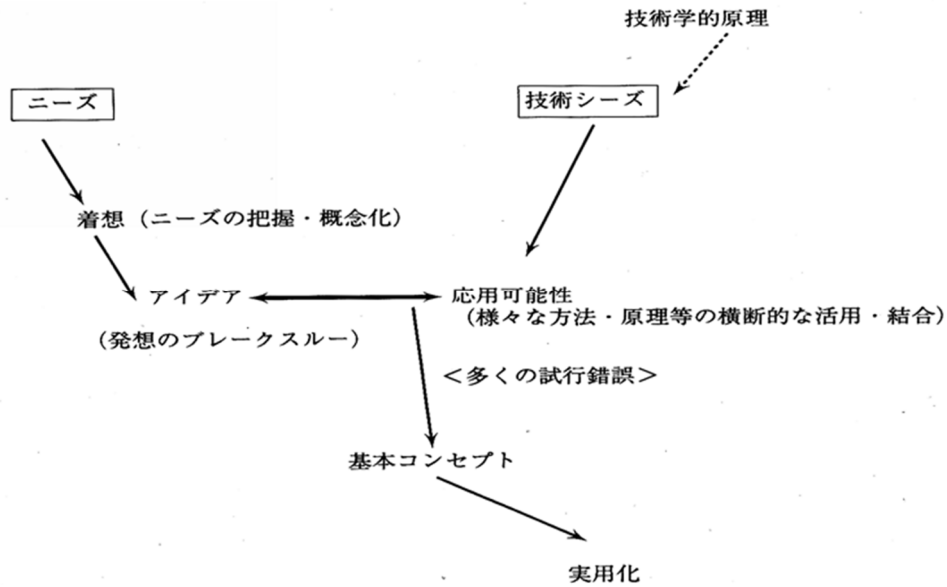 技術学的原理
ニーズ
技術シーズ
着想（ニーズの把握・概念化）
アイデア
応用可能性
（様々な方法・原理等の横断的な活用・結合）
（発想のブレークスルー）
＜多くの試行錯誤＞
基本コンセプト
実用化